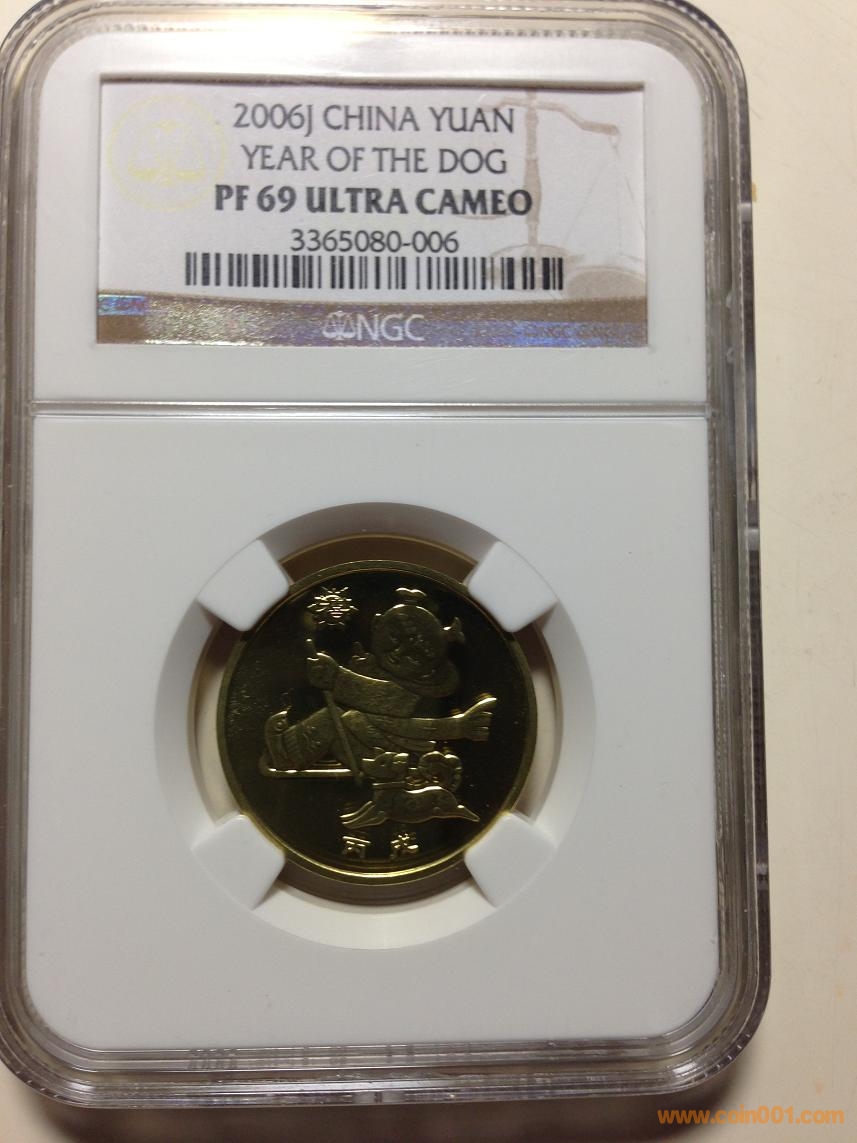 2006J CHINA YUAN
YEAR OF THE DOG
PF 69 ULTRA CAMEO
3365080-006
NGC
丙戌
www.coin001.com